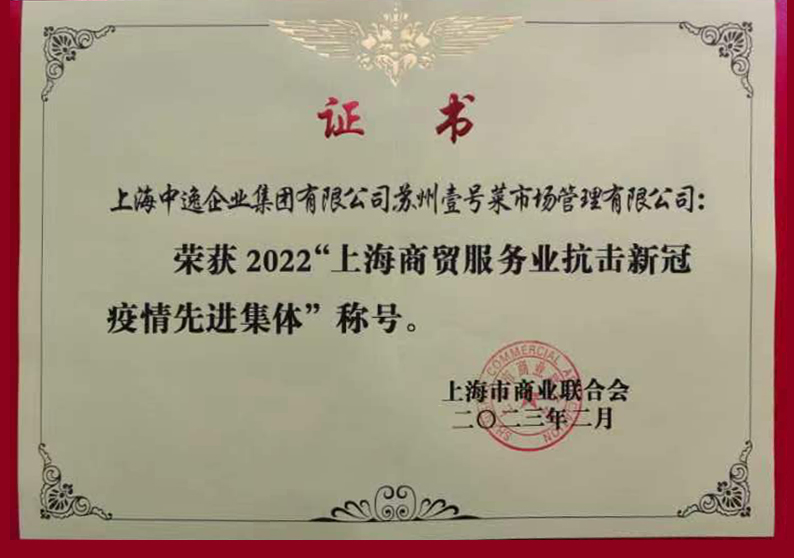 证 书
上海中逸企业集团有限公司苏州壹号菜市场管理有限公司：
荣获2022“上海商贸服务业抗击新冠
疫情先进集体”称号。
上海市商业联合会
二〇二三年二月